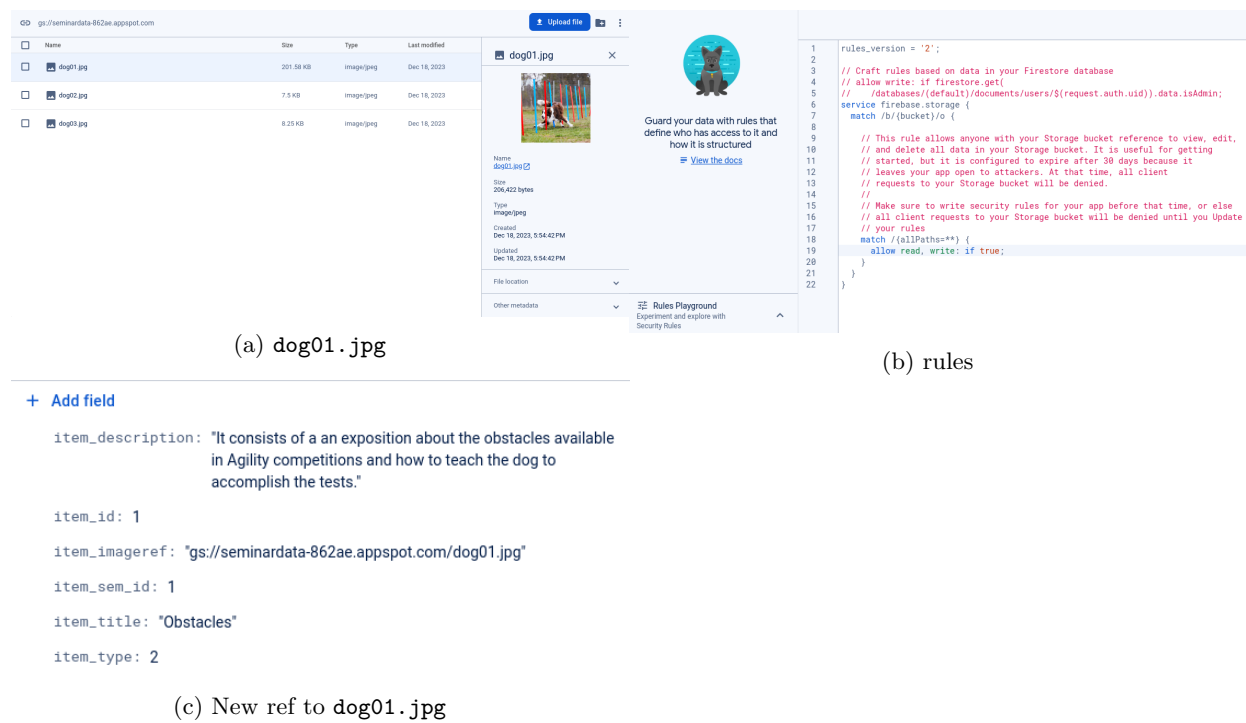 gs://seminardata-862ae.appspot.com
Upload file
Name Size Type Last modified
dog01.jpg 201.58 KB image/jpeg Dec 18, 2023
dog02.jpg 7.5 KB image/jpeg Dec 18, 2023
dog03.jpg 8.25 KB image/jpeg Dec 18, 2023
dog01.jpg
Name
dog01.jpg
Size
206,422 bytes
Type
image/jpeg
Created
Dec 18, 2023, 5:54:42 PM
Updated
Dec 18, 2023, 5:54:42 PM
File location
Other metadata
(a) dog01.jpg
Guard your data with rules that
define who has access to it and
how it is structured
View the docs
Rules Playground
Experiment and explore with
Security Rules
1 rules_version = '2';
2
3 // Craft rules based on data in your Firestore database
4 // allow write: if firestore.get(
5 //    /databases/(default)/documents/users/$(request.auth.uid)).data.isAdmin;
6 service firebase.storage {
7   match /b/{bucket}/o {
8
9     // This rule allows anyone with your Storage bucket reference to view, edit,
10     // and delete all data in your Storage bucket. It is useful for getting
11     // started, but it is configured to expire after 30 days because it
12     // leaves your app open to attackers. At that time, all client
13     // requests to your Storage bucket will be denied.
14     //
15     // Make sure to write security rules for your app before that time, or else
16     // all client requests to your Storage bucket will be denied until you Update
17     // your rules
18     match /{allPaths=**} {
19       allow read, write: if true;
20     }
21   }
22 }
(b) rules
+ Add field
item_description: "It consists of a an exposition about the obstacles available
in Agility competitions and how to teach the dog to
accomplish the tests."
item_id: 1
item_imageref: "gs://seminardata-862ae.appspot.com/dog01.jpg"
item_sem_id: 1
item_title: "Obstacles"
item_type: 2
(c) New ref to dog01.jpg